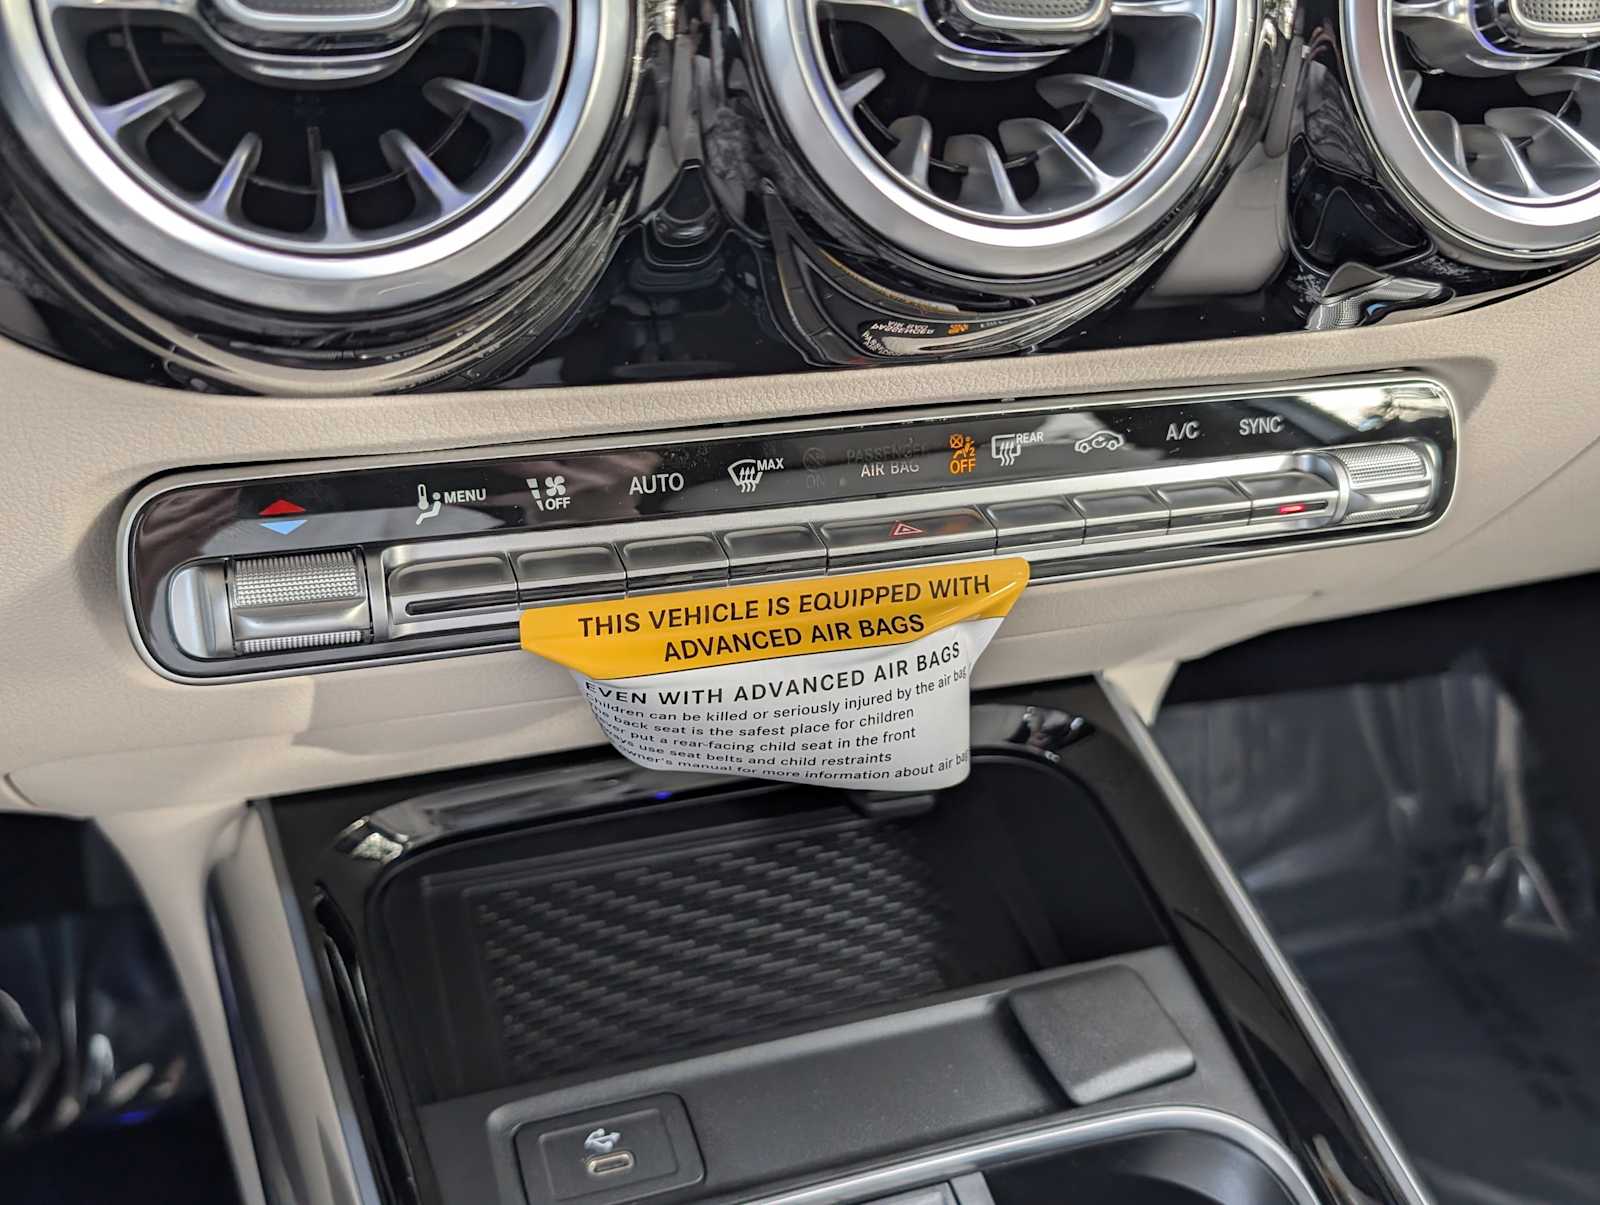 MENU
OFF
AUTO
MAX
ON
PASSENGER
AIR BAG
2
OFF
REAR
A/C
SYNC
THIS VEHICLE IS EQUIPPED WITH
ADVANCED AIR BAGS
EVEN WITH ADVANCED AIR BAGS
Children can be killed or seriously injured by the air bag
back seat is the safest place for children
put a rear-facing child seat in the front
use seat belts and child restraints
owner's manual for more information about air bag